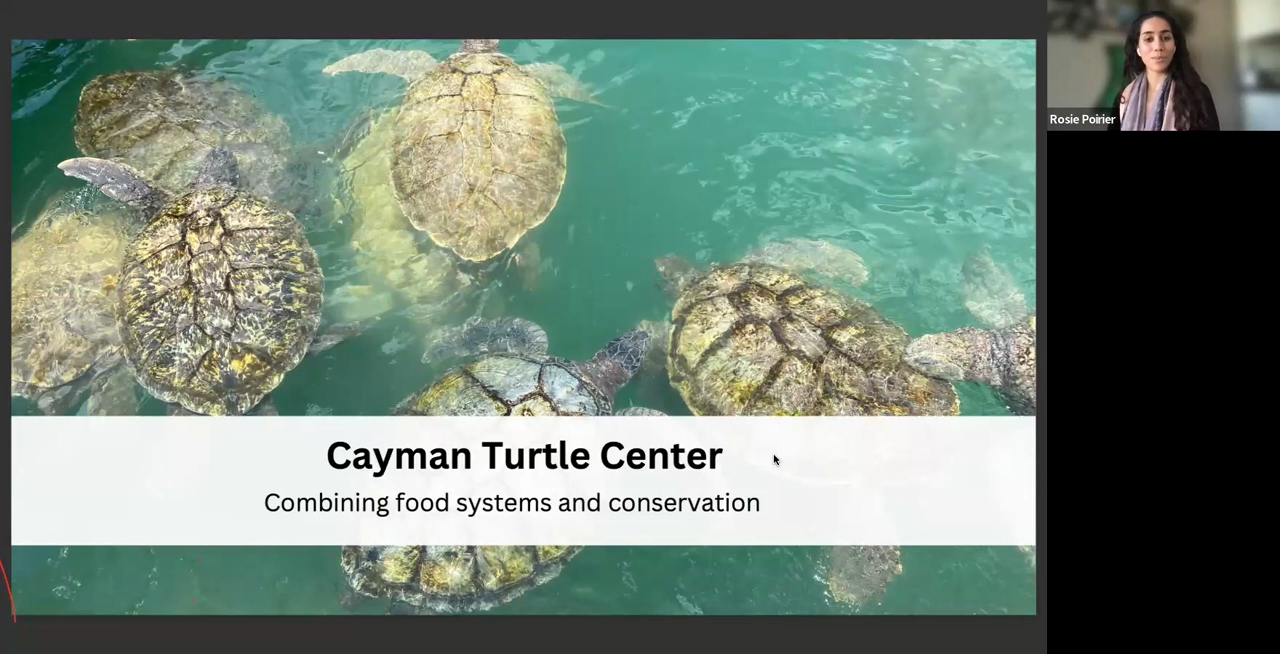 Rosie Poirier
Cayman Turtle Center
Combining food systems and conservation